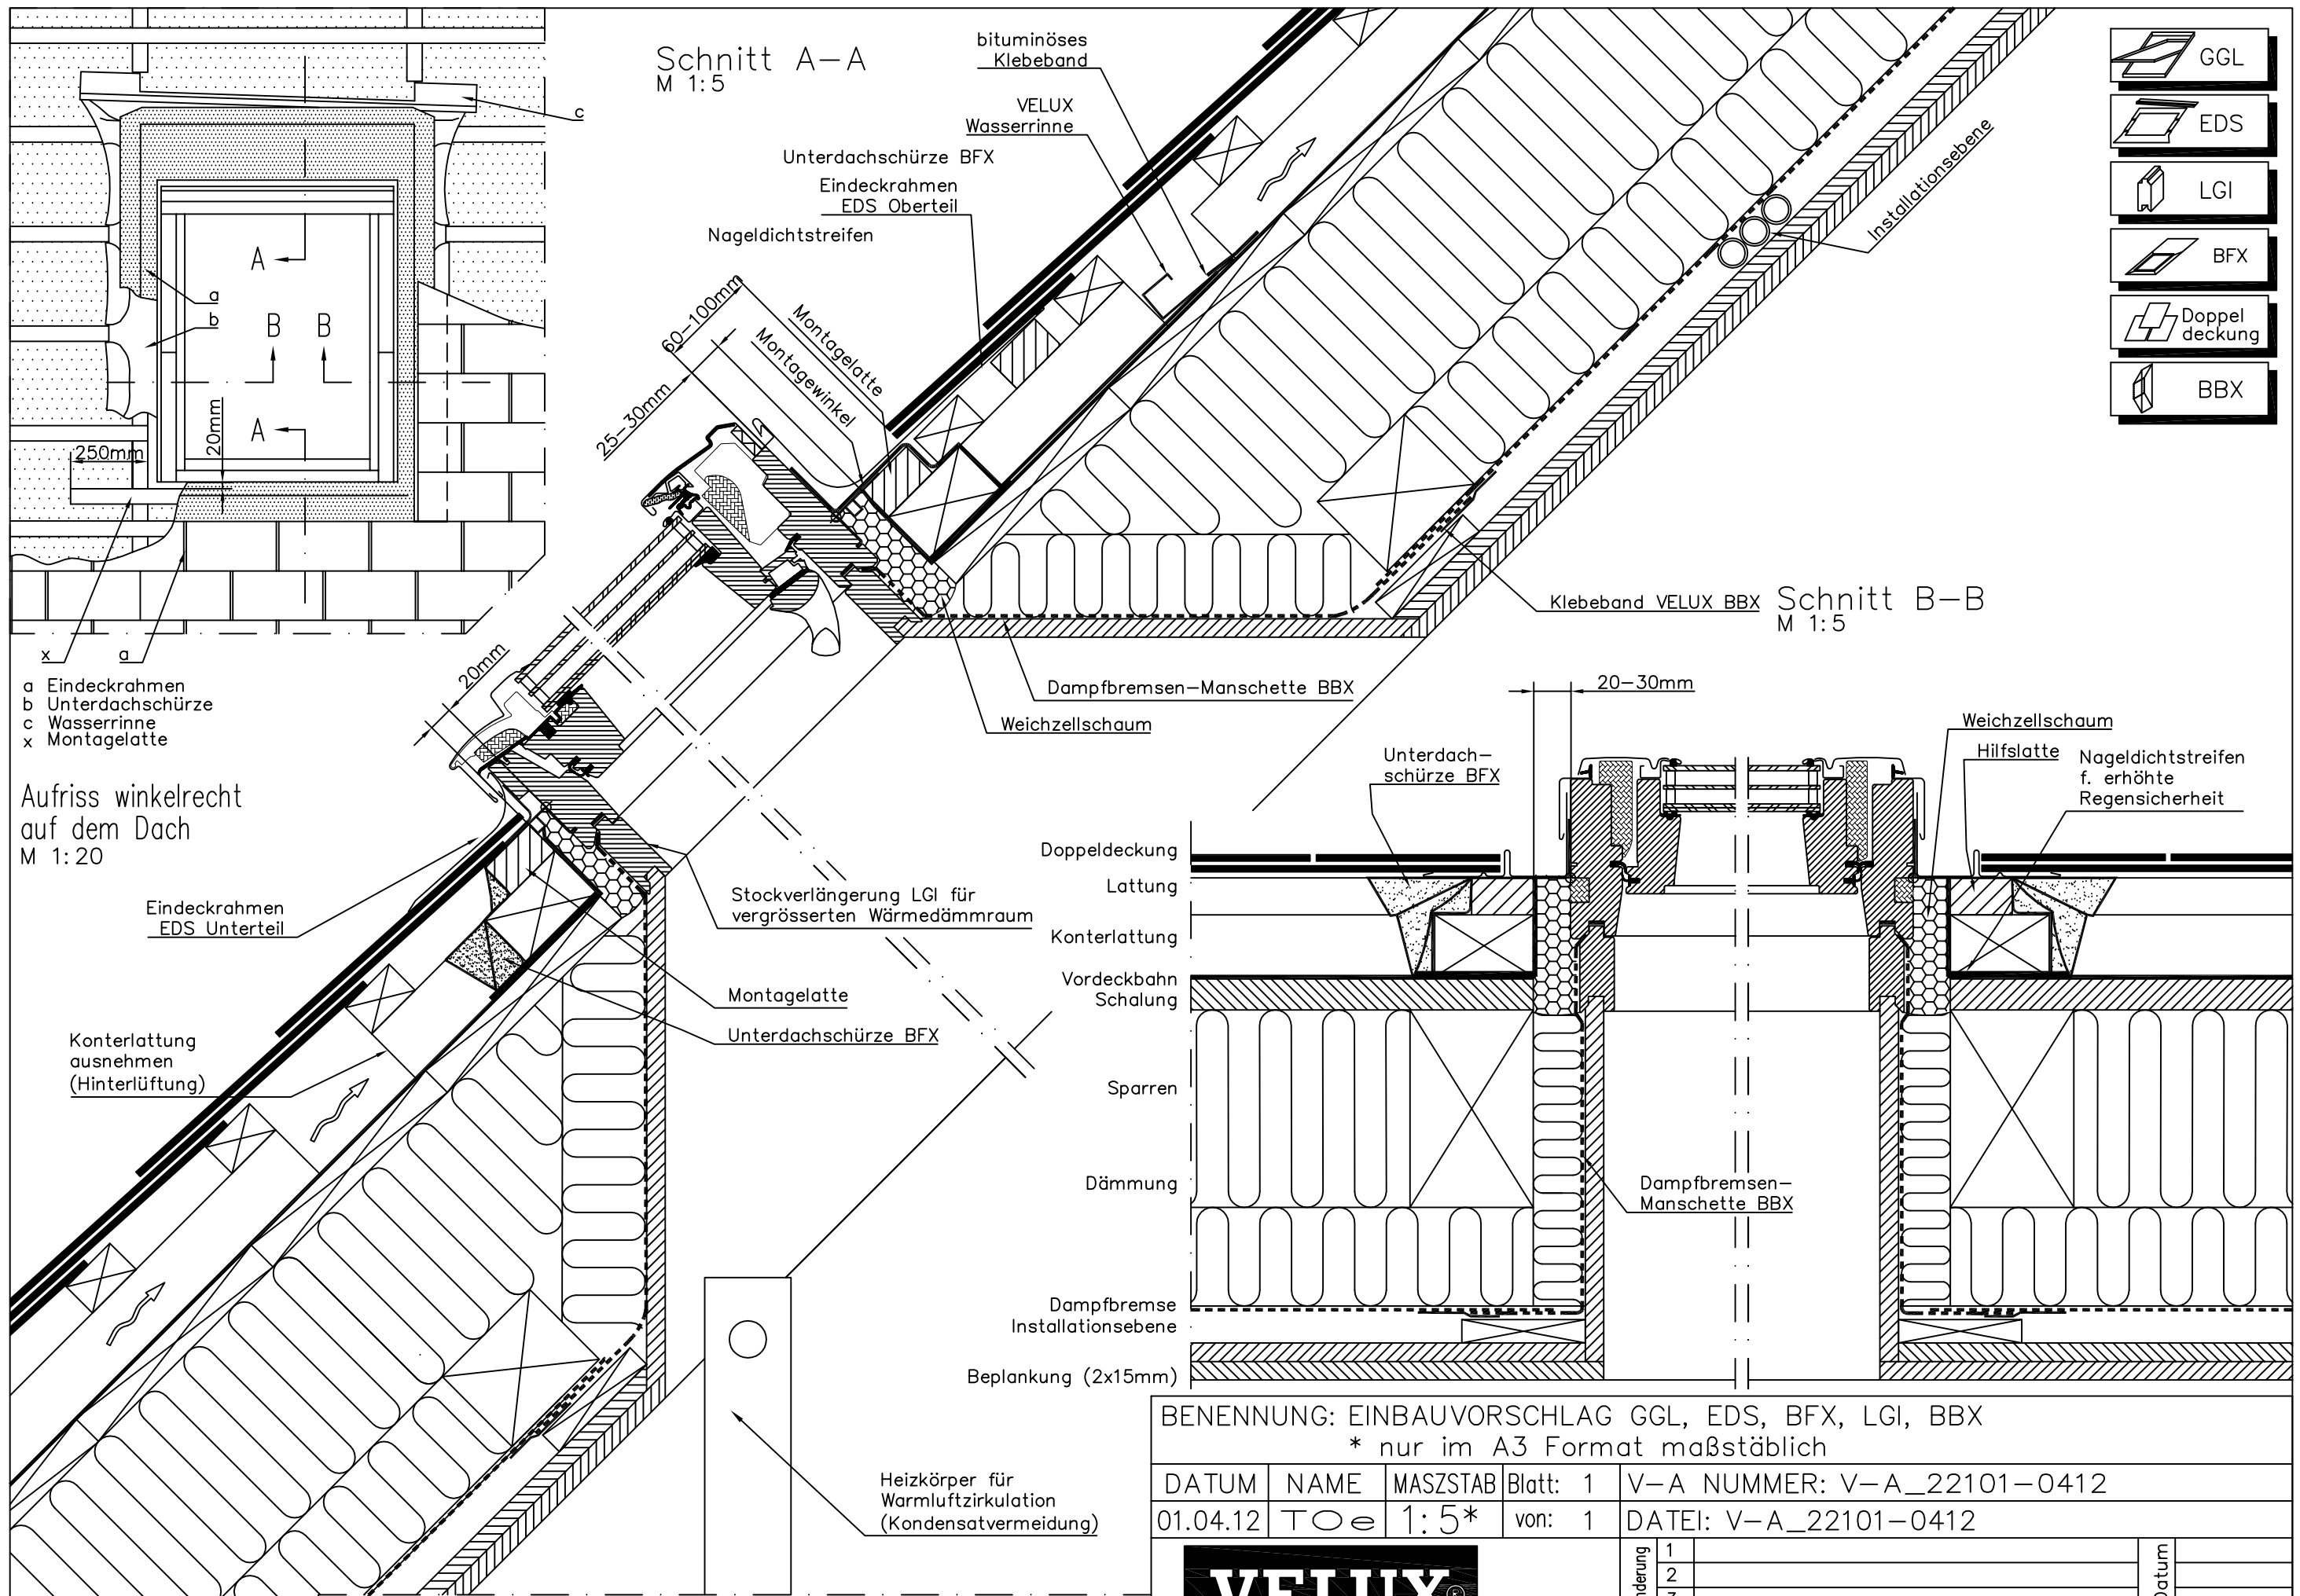 Schnitt A-A
M 1:5
bituminöses
Klebeband
VELUX
Wasserrinne
Unterdachschürze BFX
Eindeckrahmen
EDS Oberteil
Nageldichtstreifen
60-100mm
25-30mm
Montagelatte
Montagewinkel
Installationsebene
GGL
EDS
LGI
BFX
Doppel
deckung
BBX
c
A
a
b
B B
A
250mm
20mm
x a
a Eindeckrahmen
b Unterdachschürze
c Wasserrinne
x Montagelatte
Aufriss winkelrecht
auf dem Dach
M 1:20
20mm
Klebeband VELUX BBX
Dampfbremsen-Manschette BBX
Weichzellschaum
Eindeckrahmen
EDS Unterteil
Stockverlängerung LGI für
vergrösserten Wärmedämmraum
Montagelatte
Unterdachschürze BFX
Konterlattung
ausnehmen
(Hinterlüftung)
Heizkörper für
Warmluftzirkulation
(Kondensatvermeidung)
Schnitt B-B
M 1:5
20-30mm
Unterdach-
schürze BFX
Weichzellschaum
Hilfslatte
Nageldichtstreifen
f. erhöhte
Regensicherheit
Doppeldeckung
Lattung
Konterlattung
Vordeckbahn
Schalung
Sparren
Dämmung
Dampfbremsen-
Manschette BBX
Dampfbremse
Installationsebene
Beplankung (2x15mm)
BENENNUNG: EINBAUVORSCHLAG GGL, EDS, BFX, LGI, BBX
* nur im A3 Format maßstäblich
DATUM NAME MASZSTAB Blatt: 1 V-A NUMMER: V-A_22101-0412
01.04.12 TOe 1:5* von: 1 DATEI: V-A_22101-0412
VELUX®
1
2